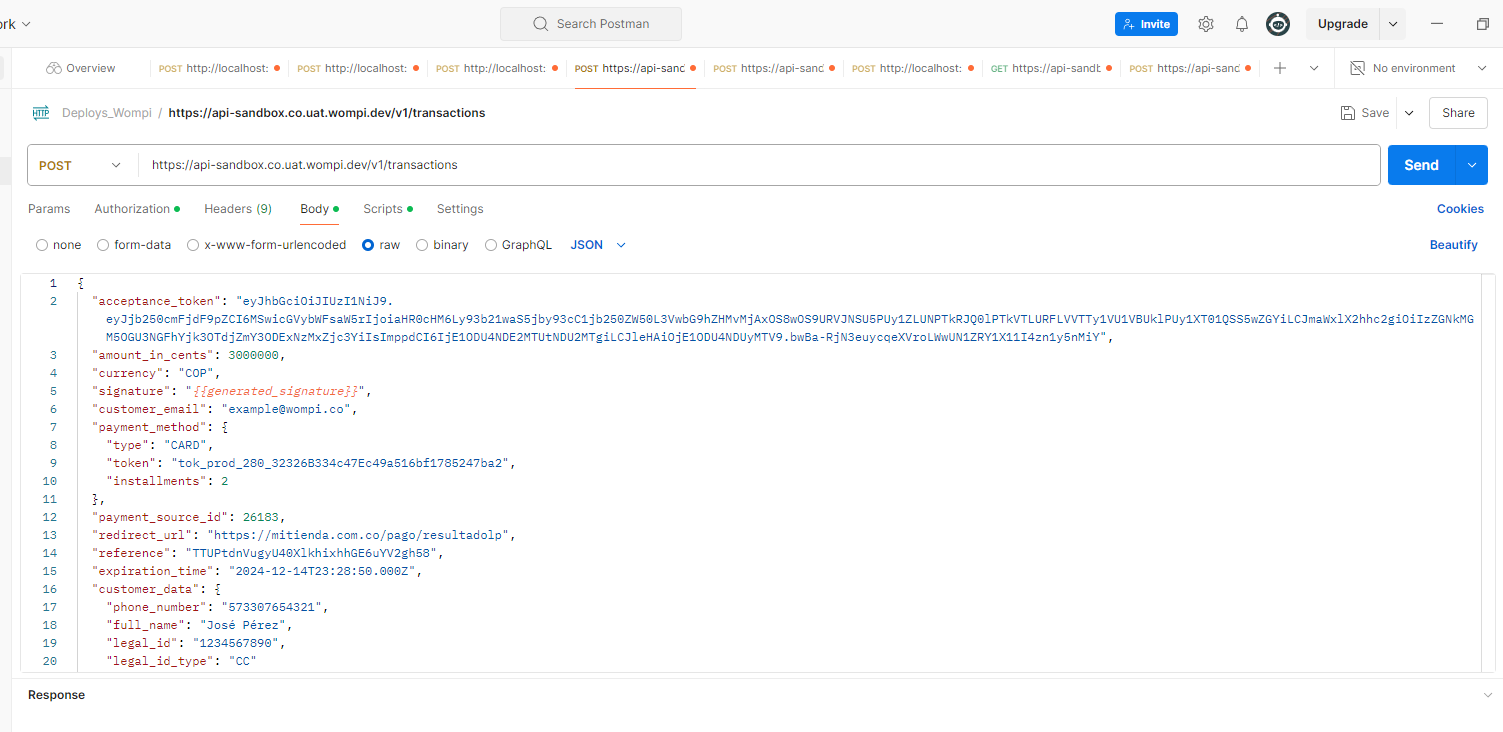 ork
Search Postman
Invite
Upgrade
Overview
POST http://localhost:
POST http://localhost:
POST http://localhost:
POST https://api-sand
POST https://api-sand
POST http://localhost:
GET https://api-sandb
POST https://api-sand
No environment
HTTP
Deploys_Wompi / https://api-sandbox.co.uat.wompi.dev/v1/transactions
Save
Share
POST
https://api-sandbox.co.uat.wompi.dev/v1/transactions
Send
Params
Authorization
Headers (9)
Body
Scripts
Settings
Cookies
none
form-data
x-www-form-urlencoded
raw
binary
GraphQL
JSON
Beautify
1 {
2 "acceptance_token": "eyJhbGciOiJIUzI1NiJ9.
eyJjb250cmFjdF9pZCI6MSwicGVybWFsaW5rIjoiaHR0cHM6Ly93b21waS5jby93cC1jb250ZW50L3VwbG9hZHMvMjAxOS8wOS9URVJNSU5PUy1ZLUNPTkRJQ0lPTkVTLURFLVVTTy1VU1VBUklPUy1XT01QSS5wZGYiLCJmaWxlX2hhc2giOiIzZGNkMG
M5OGU3NGFhYjk3OTdjZmY3ODExNzMxZjc3YiIsImppdCI6IjE1ODU4NDE2MTUtNDU2MTgiLCJleHAiOjE1ODU4NDUyMTV9.bwBa-RjN3euycqeXVroLWwUN1ZRY1X11I4zn1y5nMiY",
3 "amount_in_cents": 3000000,
4 "currency": "COP",
5 "signature": "{{generated_signature}}",
6 "customer_email": "example@wompi.co",
7 "payment_method": {
8 "type": "CARD",
9 "token": "tok_prod_280_32326B334c47Ec49a516bf1785247ba2",
10 "installments": 2
11 },
12 "payment_source_id": 26183,
13 "redirect_url": "https://mitienda.com.co/pago/resultadolp",
14 "reference": "TTUPtdnVugyU40XlkhixhhGE6uYV2gh58",
15 "expiration_time": "2024-12-14T23:28:50.000Z",
16 "customer_data": {
17 "phone_number": "573307654321",
18 "full_name": "José Pérez",
19 "legal_id": "1234567890",
20 "legal_id_type": "CC"
Response